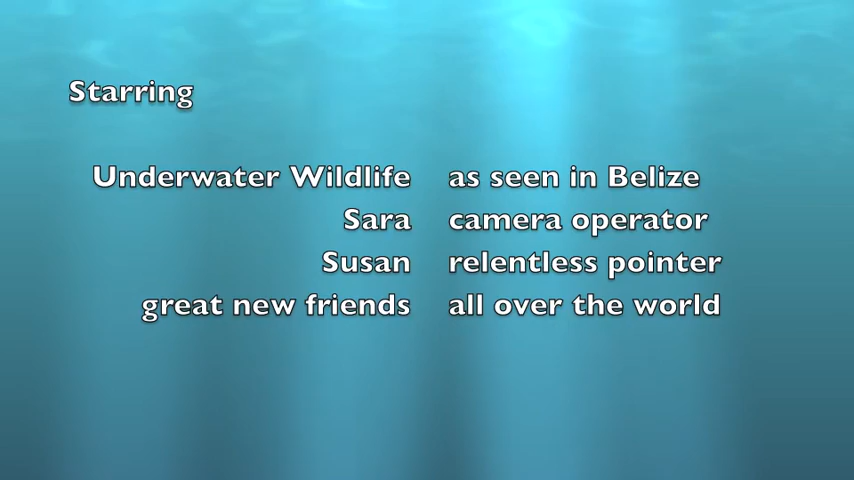 Starring
Underwater Wildlife as seen in Belize
Sara camera operator
Susan relentless pointer
great new friends all over the world